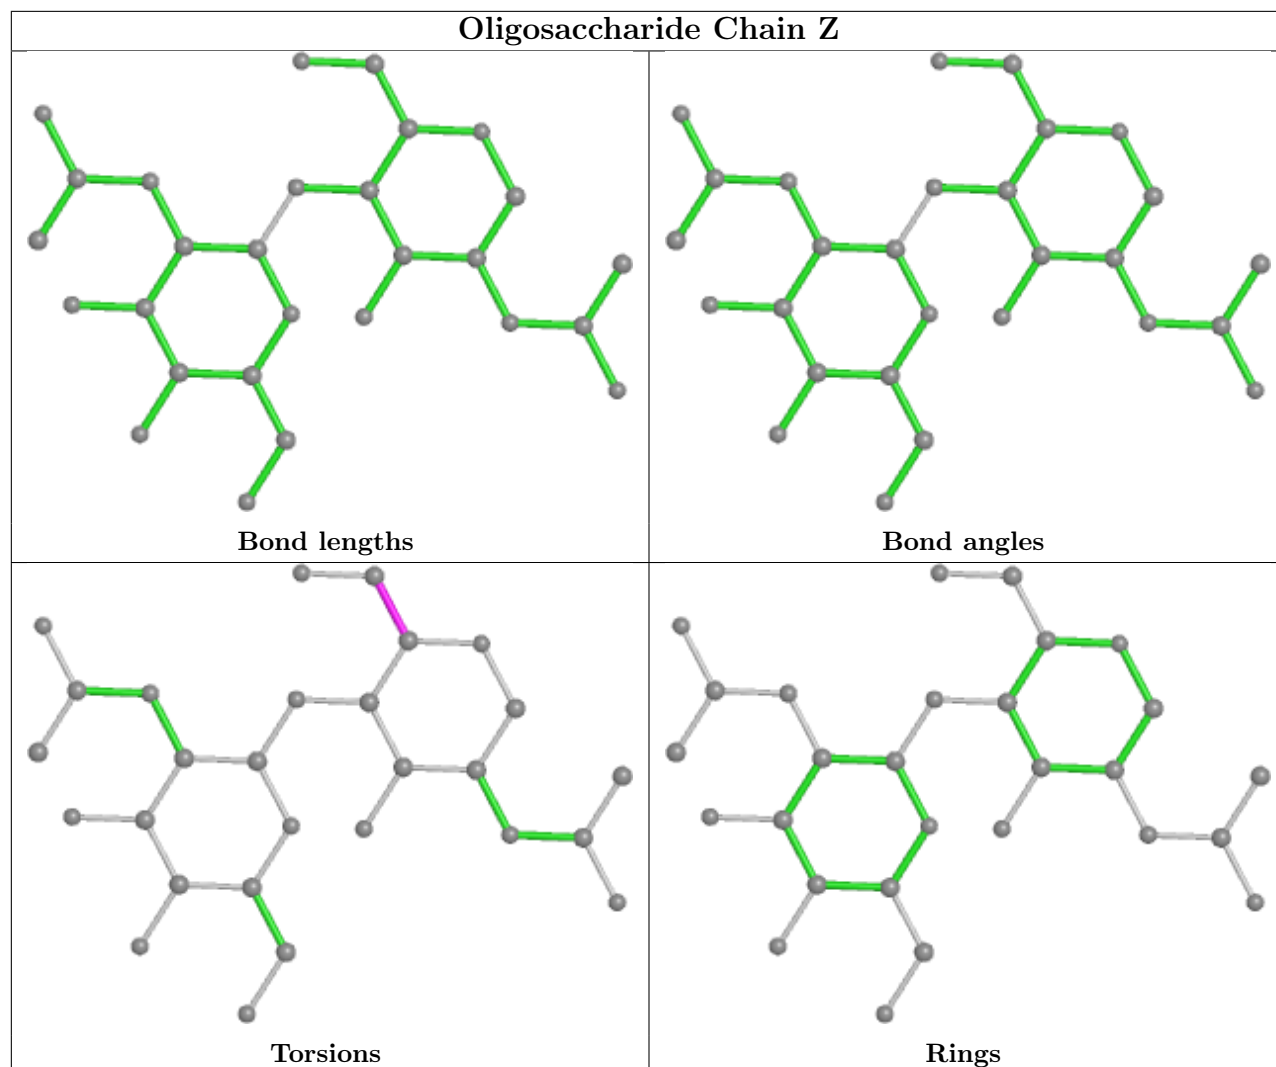 Oligosaccharide Chain Z
Bond lengths
Bond angles
Torsions
Rings